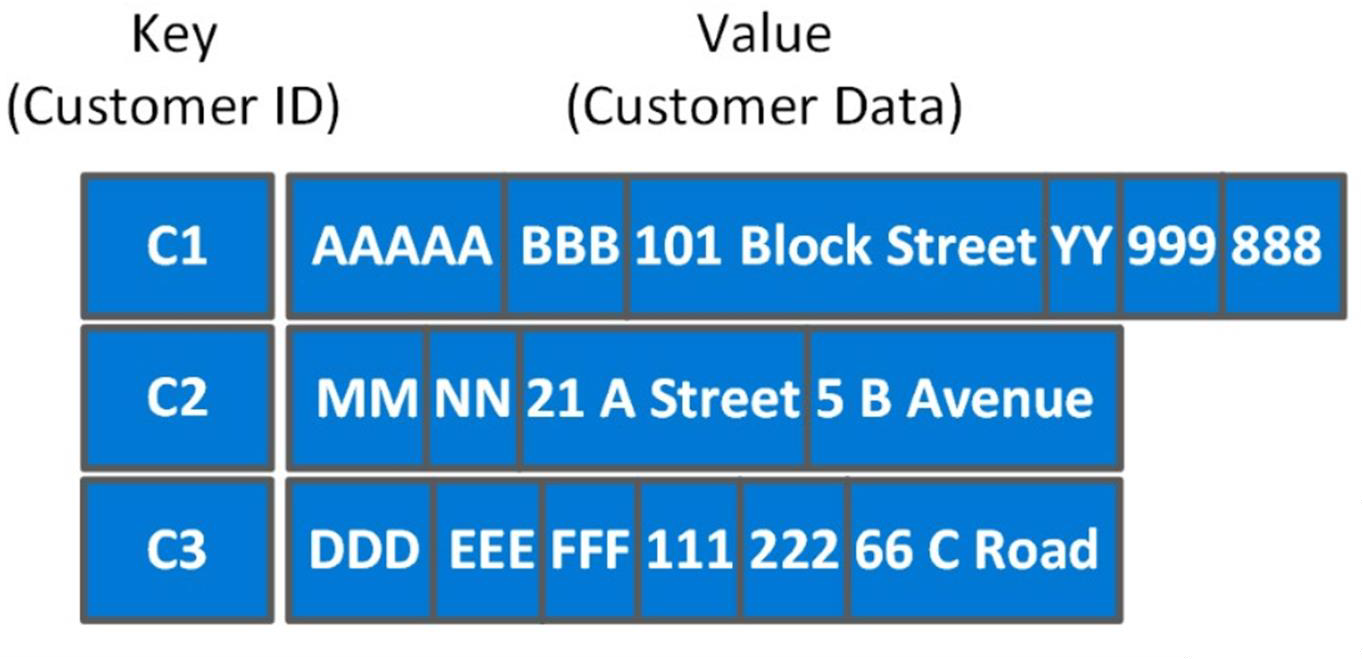 Key Value
(Customer ID) (Customer Data)
C1 AAAAA BBB 101 Block Street YY 999 888
C2 MM NN 21 A Street 5 B Avenue
C3 DDD EEE FFF 111 222 66 C Road